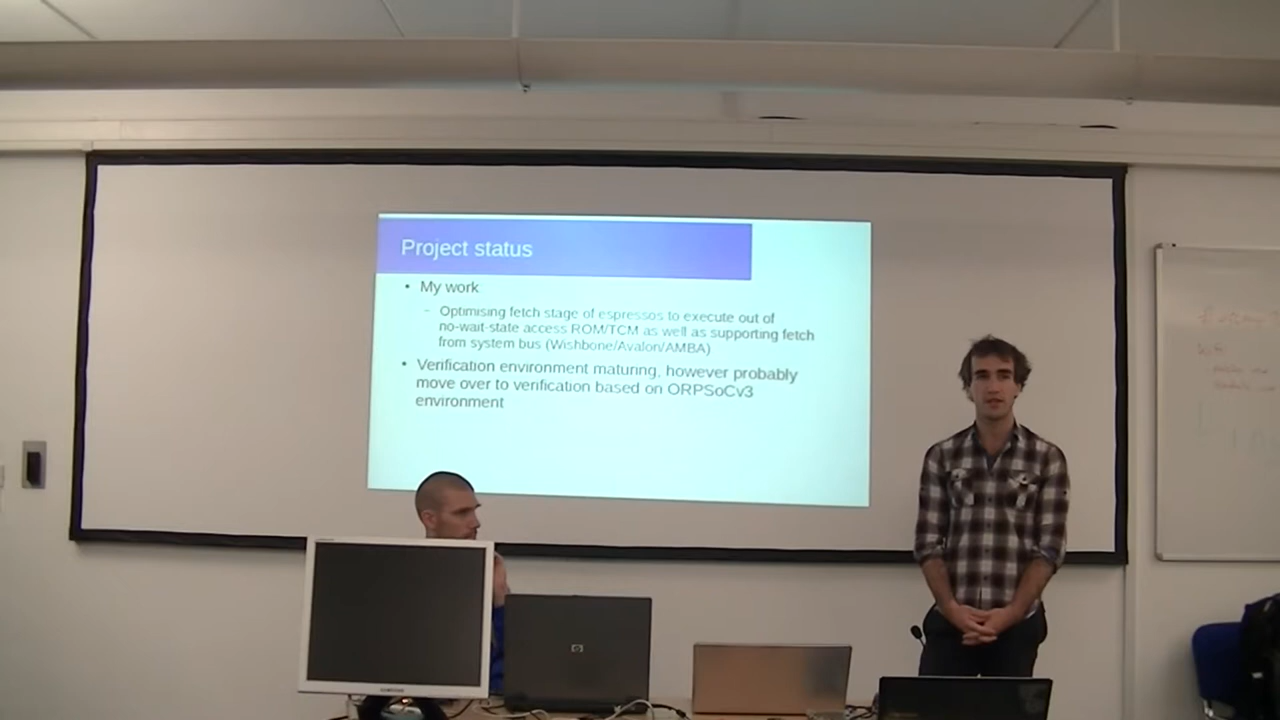 Project status
• My work
- Optimising fetch stage of espressos to execute out of
no-wait-state access ROM/TCM as well as supporting fetch
from system bus (Wishbone/Avalon/AMBA)
• Verification environment maturing, however probably
move over to verification based on ORPSoCv3
environment
hp
SAMSUNG